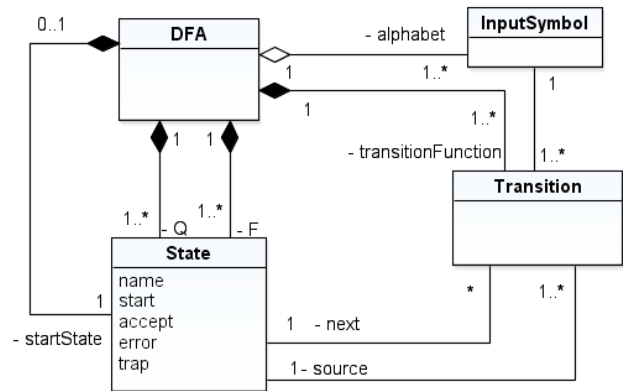 0..1
DFA
InputSymbol
- alphabet
1
1..*
1
1
1..*
1
1
- transitionFunction
1..*
Transition
1..*
1..*
- Q
- F
State
name
start
accept
error
trap
1
- startState
*
1..*
1
- next
1
- source